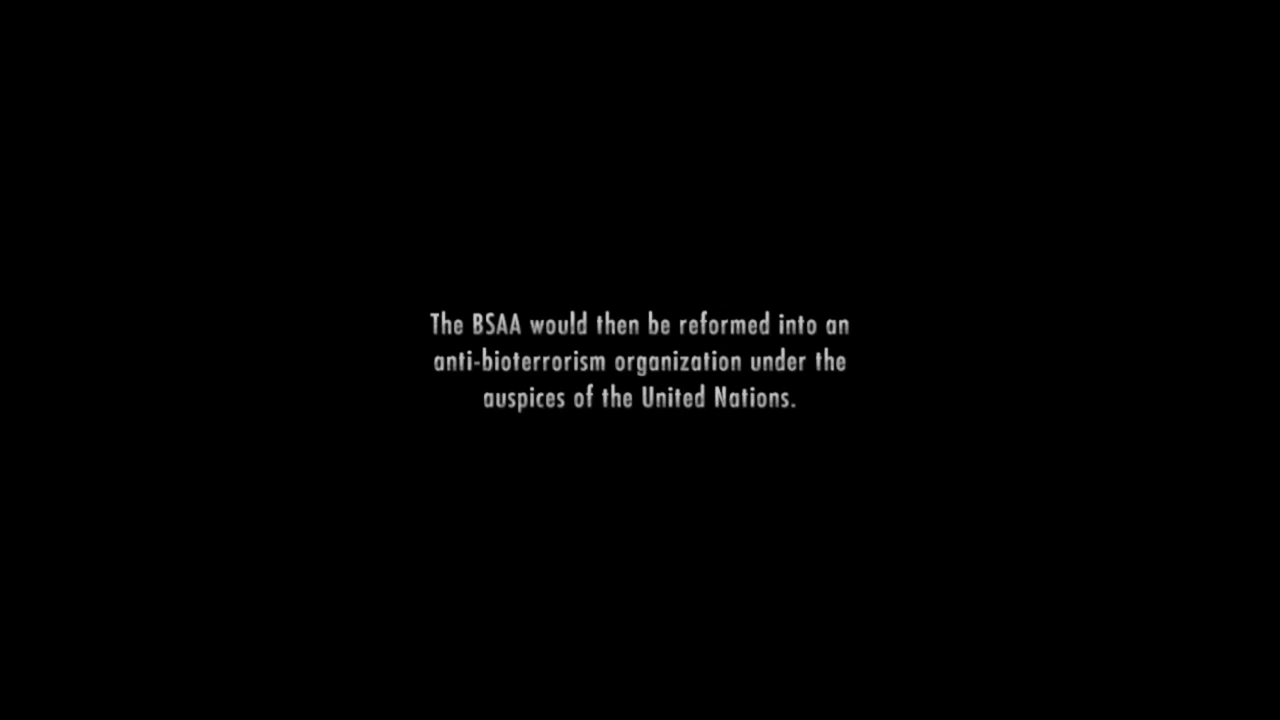 The BSAA would then be reformed into an
anti-bioterrorism organization under the
auspices of the United Nations.